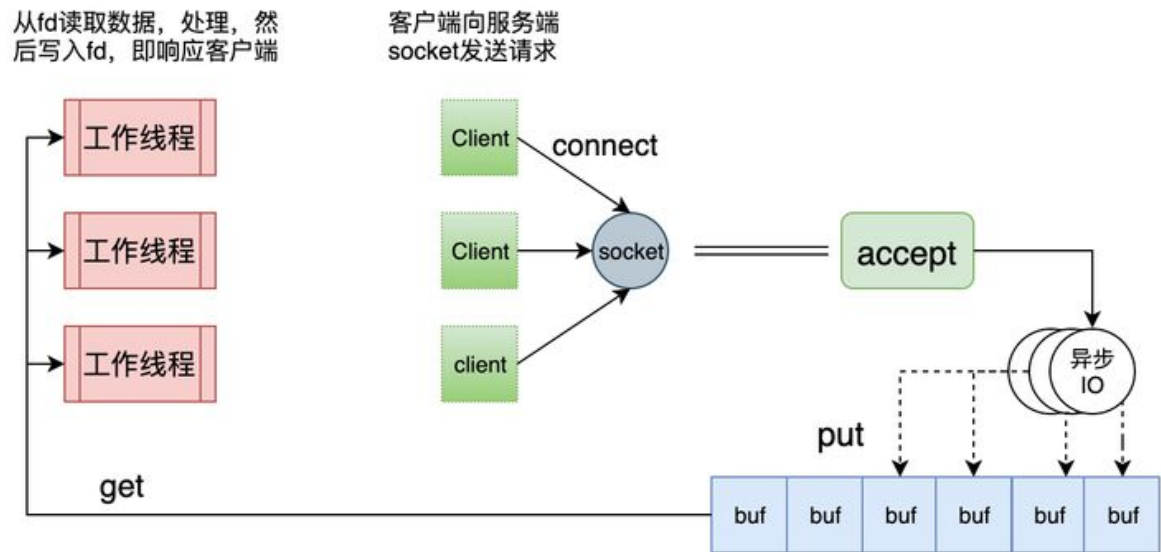 从fd读取数据，处理，然
后写入fd，即响应客户端
客户端向服务端
socket发送请求
工作线程
Client
connect
工作线程
Client
socket
accept
工作线程
client
异步
IO
put
get
buf
buf
buf
buf
buf
buf